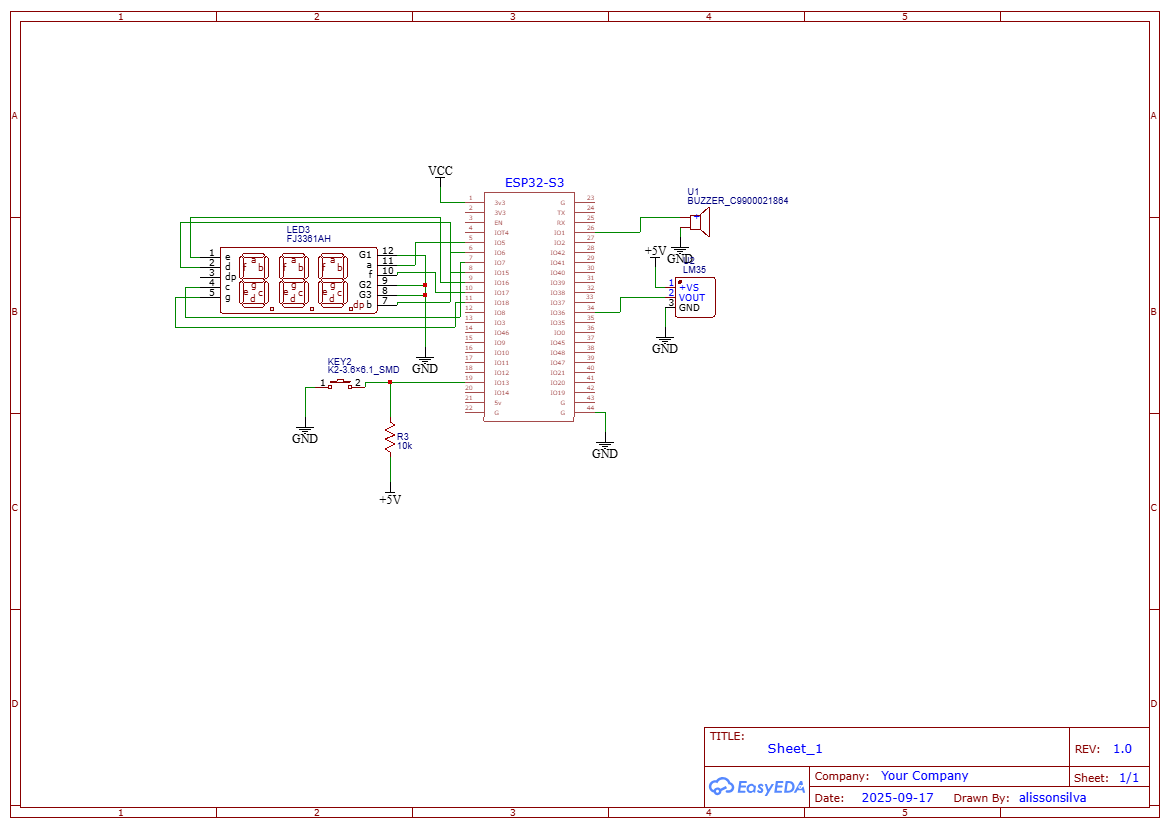 1 2 3 4 5
A A
B B
C C
D D
VCC
ESP32-S3
1 3v3 G 23
2 3V3 TX 24
3 EN RX 25
4 IOT4 IO1 26
5 IO5 IO2 27
6 IO6 IO42 28
7 IO7 IO41 29
8 IO15 IO40 30
9 IO16 IO39 31
10 IO17 IO38 32
11 IO18 IO37 33
12 IO8 IO36 34
13 IO3 IO35 35
14 IO46 IO0 36
15 IO9 IO45 37
16 IO10 IO48 38
17 IO11 IO47 39
18 IO12 IO21 40
19 IO13 IO20 41
20 IO14 IO19 42
21 5v G 43
22 G G 44
U1
BUZZER_C9900021864
+
GND
+5V
LM35
1 +VS
2 VOUT
3 GND
GND
GND
LED3
FJ3361AH
1 e
2 d
3 dp
4 c
5 g
G1 12
a 11
f 10
G2 9
G3 8
dp b 7
a f b g e c d
a f b g e c d
a f b g e c d
GND
KEY2
K2-3.6×6.1_SMD
1 2
GND
R3
10k
+5V
TITLE:
Sheet_1
REV: 1.0
EasyEDA
Company: Your Company
Sheet: 1/1
Date: 2025-09-17 Drawn By: alissonsilva
1 2 3 4 5